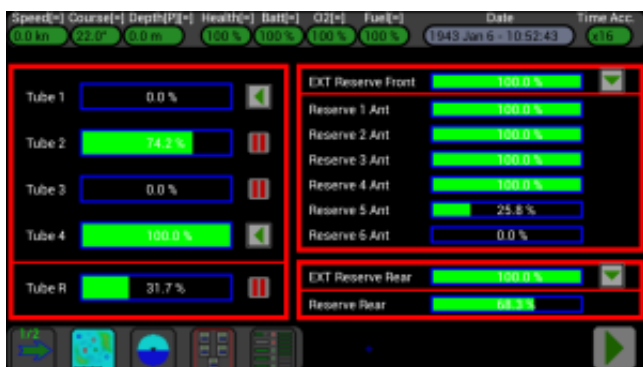 Speed[=] Course[=] Depth[P][=] Health[=] Batt[=] O2[=] Fuel[=] Date Time Acc.
0.0 kn 22.0° 0.0 m 100 % 100 % 100 % 100 % 1943 Jan 6 - 10:52:43 x16
EXT Reserve Front 100.0 %
Tube 1 0.0 %
Reserve 1 Ant 100.0 %
Reserve 2 Ant 100.0 %
Tube 2 74.2 %
Reserve 3 Ant 100.0 %
Tube 3 0.0 %
Reserve 4 Ant 100.0 %
Reserve 5 Ant 25.8 %
Tube 4 100.0 %
Reserve 6 Ant 0.0 %
EXT Reserve Rear 100.0 %
Tube R 31.7 %
Reserve Rear 68.3 %
1/2